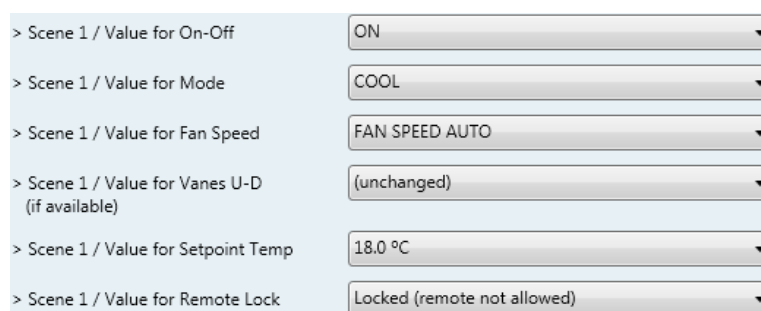 > Scene 1 / Value for On-Off ON
> Scene 1 / Value for Mode COOL
> Scene 1 / Value for Fan Speed FAN SPEED AUTO
> Scene 1 / Value for Vanes U-D (unchanged)
(if available)
> Scene 1 / Value for Setpoint Temp 18.0 ºC
> Scene 1 / Value for Remote Lock Locked (remote not allowed)